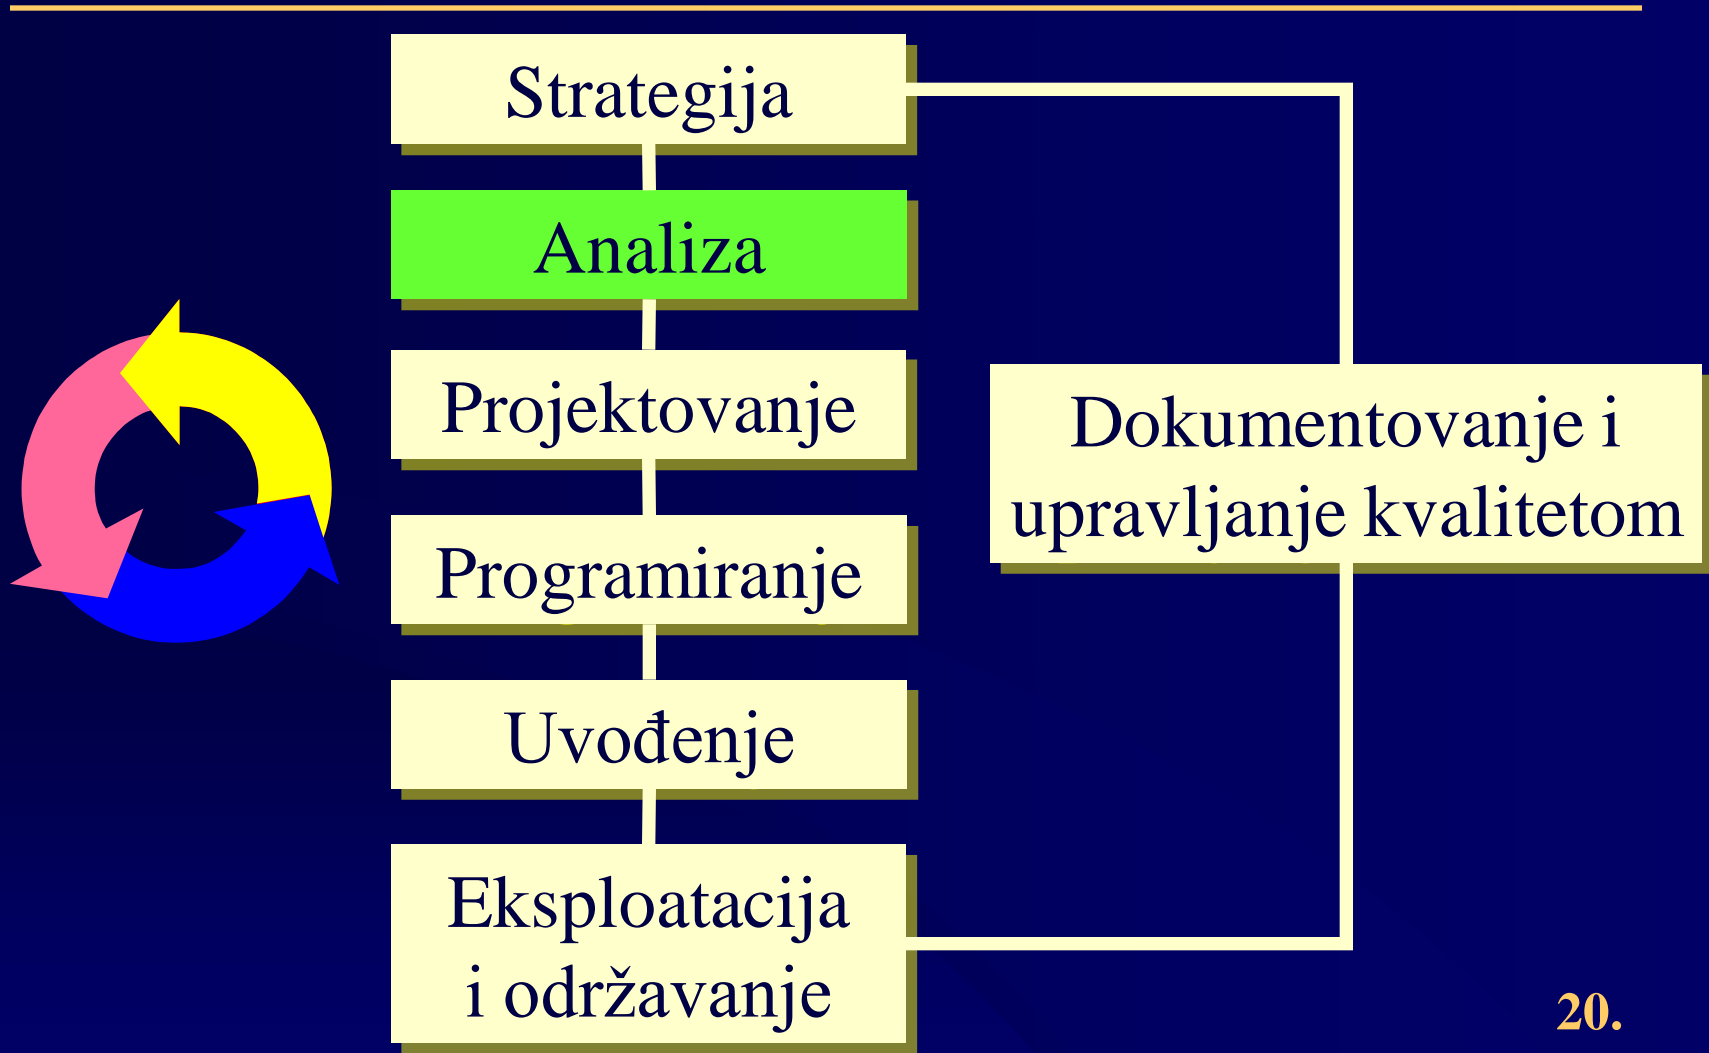 Strategija
Analiza
Projektovanje
Programiranje
Uvođenje
Eksploatacija
i održavanje
Dokumentovanje i
upravljanje kvalitetom
20.